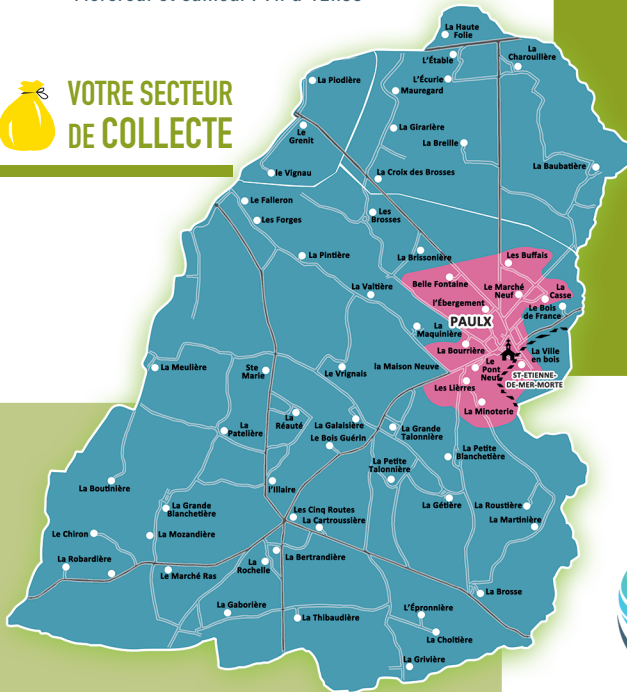 VOTRE SECTEUR
DE COLLECTE
La Haute
Folie
L'Étable
La
Charouillère
L'Écurie
La Piodière
Mauregard
La Girarière
Le
Grenit
La Breille
La Baubatière
le Vignau
La Croix des Brosses
Le Falleron
Les Forges
Les
Brosses
La Pintière
La Brissonière
Les Buffais
Belle Fontaine
La Valtière
Le Marché
Neuf
La
Casse
l'Ébergement
Le Bois
de France
PAULX
La
Maquinière
La Bourrière
La Ville
en bois
La Meulière
Ste
Marie
Le Vrignais
la Maison Neuve
Le
Pont
Neuf
ST-ETIENNE-
DE-MER-MORTE
Les Lièrres
La Minoterie
La
Réauté
La Galaisière
La
Patelière
Le Bois Guérin
La Grande
Talonnière
La Petite
Blanchetière
La Petite
Talonnière
La Boutinière
l'Illaire
La Grande
Blanchetière
La Gétière
La Roustière
Les Cinq Routes
La Cartroussière
La Martinière
Le Chiron
La Mozandière
La Robardière
La Bertrandière
La
Rochelle
Le Marché Ras
La Brosse
La Gaborière
L'Épronnière
La Thibaudière
La Choltière
La Grivière